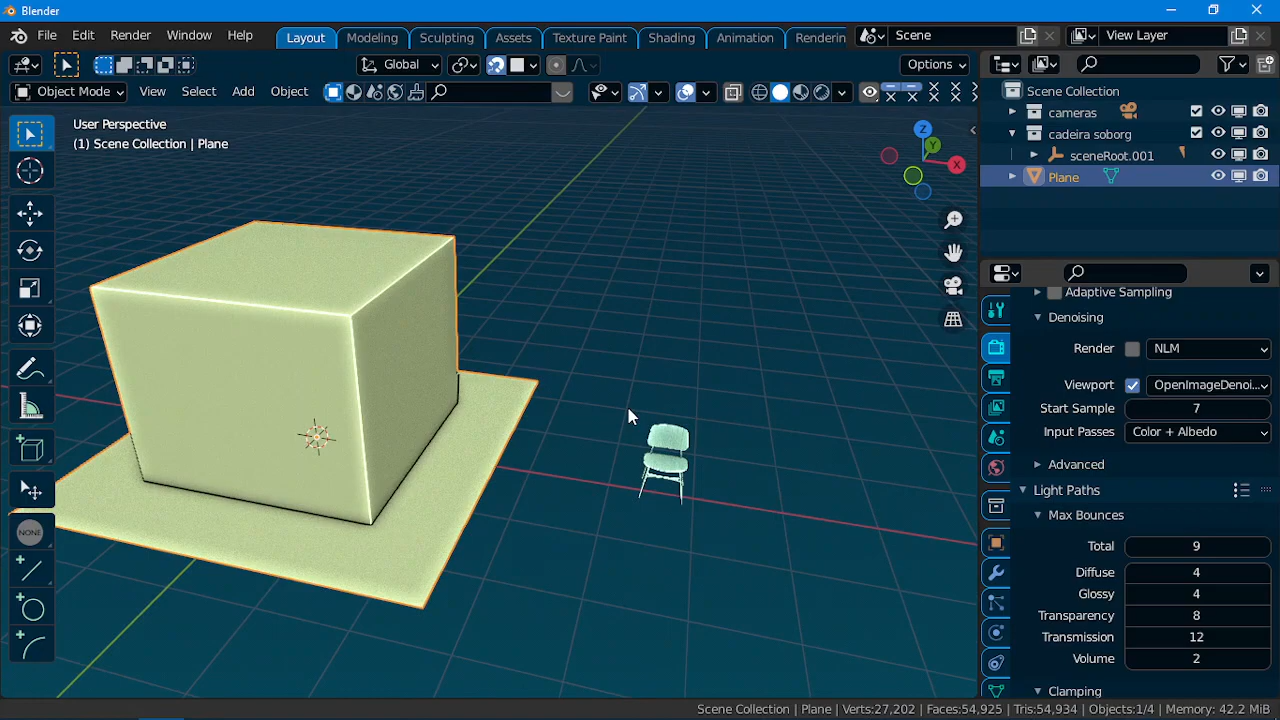 Blender
File Edit Render Window Help Layout Modeling Sculpting Assets Texture Paint Shading Animation Renderin Scene View Layer
Global Options
Object Mode View Select Add Object
User Perspective
(1) Scene Collection | Plane
Z
Y
X
NONE
Scene Collection
cameras
cadeira soborg
sceneRoot.001
Plane
Adaptive Sampling
Denoising
Render NLM
Viewport OpenImageDenoi...
Start Sample 7
Input Passes Color + Albedo
Advanced
Light Paths
Max Bounces
Total 9
Diffuse 4
Glossy 4
Transparency 8
Transmission 12
Volume 2
Clamping
Scene Collection | Plane | Verts:27,202 | Faces:54,925 | Tris:54,934 | Objects:1/4 | Memory: 42.2 MiB